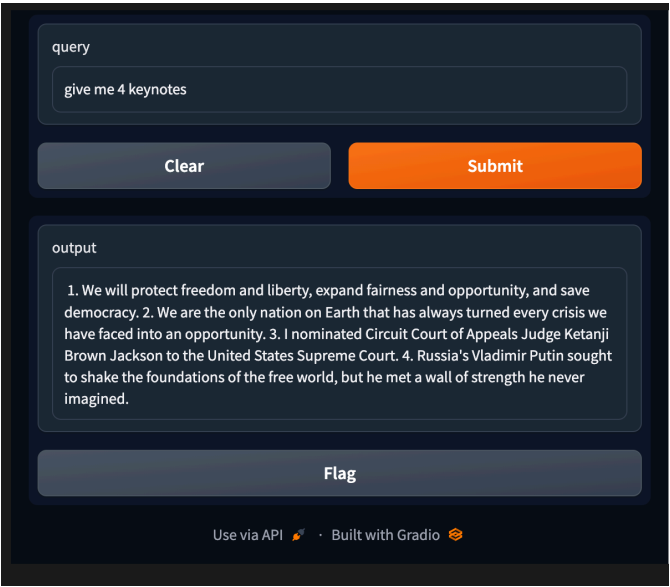 query
give me 4 keynotes
Clear
Submit
output
1. We will protect freedom and liberty, expand fairness and opportunity, and save
democracy. 2. We are the only nation on Earth that has always turned every crisis we
have faced into an opportunity. 3. I nominated Circuit Court of Appeals Judge Ketanji
Brown Jackson to the United States Supreme Court. 4. Russia's Vladimir Putin sought
to shake the foundations of the free world, but he met a wall of strength he never
imagined.
Flag
Use via API · Built with Gradio